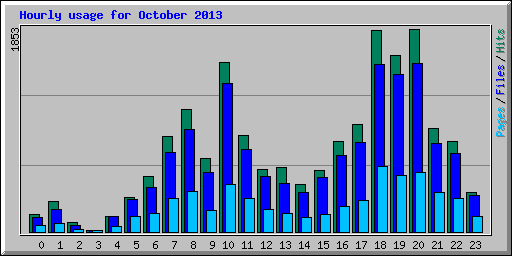 Hourly usage for October 2013
1853
Pages / Files / Hits
0 1 2 3 4 5 6 7 8 9 10 11 12 13 14 15 16 17 18 19 20 21 22 23